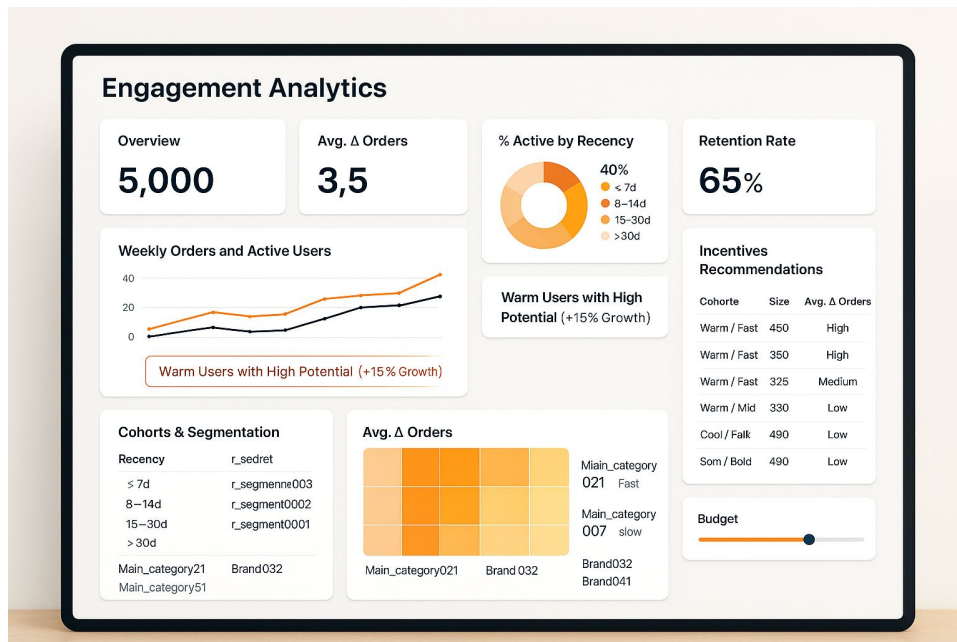 Engagement Analytics
Overview
5,000
Avg. Δ Orders
3,5
% Active by Recency
40%
≤ 7d
8–14d
15–30d
>30d
Retention Rate
65%
Weekly Orders and Active Users
40
20
0
Warm Users with High Potential (+15% Growth)
Warm Users with High
Potential (+15% Growth)
Incentives
Recommendations
Cohorte Size Avg. Δ Orders
Warm / Fast 450 High
Warm / Fast 350 High
Warm / Fast 325 Medium
Warm / Mid 330 Low
Cool / Falk 490 Low
Som / Bold 490 Low
Cohorts & Segmentation
Recency r_sedret
≤ 7d r_segmenne003
8–14d r_segment0002
15–30d r_segment0001
> 30d
Main_category21 Brand032
Main_category51
Avg. Δ Orders
Miain_category
021 Fast
Main_category
007 slow
Brand032
Brand041
Main_category021 Brand 032
Budget